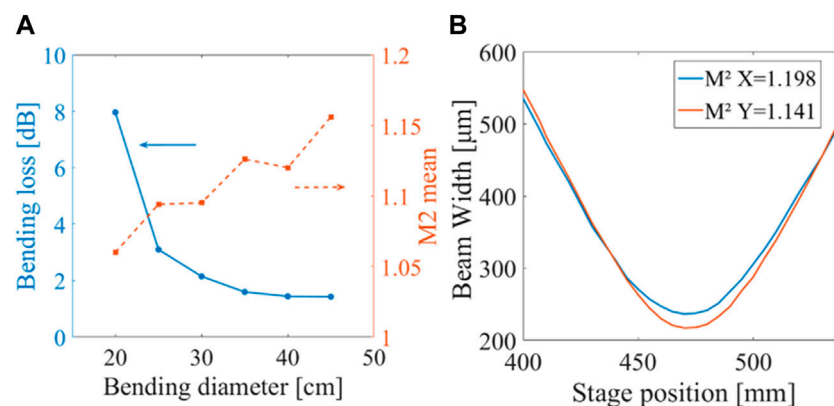 A
Bending loss [dB]
10
8
6
4
2
0
20
30
40
50
Bending diameter [cm]
1.2
1.15
1.1
1.05
1
M2 mean
B
Beam Width [µm]
600
500
400
300
200
400
450
500
Stage position [mm]
M² X=1.198
M² Y=1.141